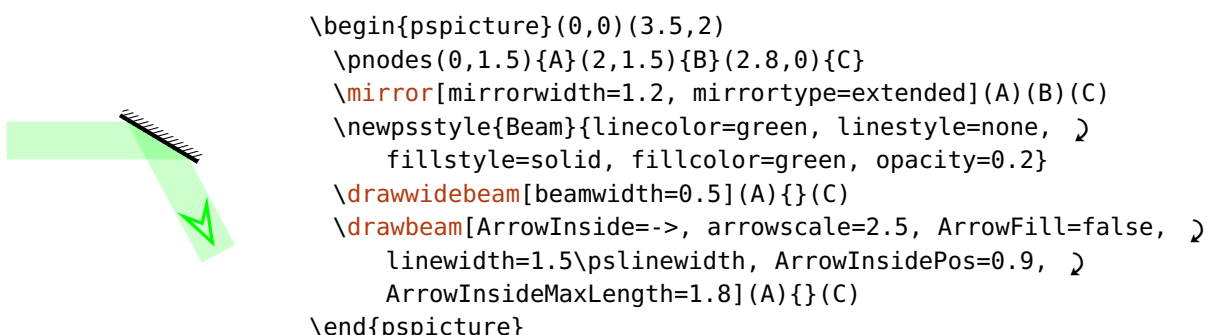 \begin{pspicture}(0,0)(3.5,2)
\pnodes(0,1.5){A}(2,1.5){B}(2.8,0){C}
\mirror[mirrorwidth=1.2, mirrortype=extended](A)(B)(C)
\newpsstyle{Beam}{linecolor=green, linestyle=none,
fillstyle=solid, fillcolor=green, opacity=0.2}
\drawwidebeam[beamwidth=0.5](A){}(C)
\drawbeam[ArrowInside=->, arrowscale=2.5, ArrowFill=false,
linewidth=1.5\pslinewidth, ArrowInsidePos=0.9,
ArrowInsideMaxLength=1.8](A){}(C)
\end{pspicture}